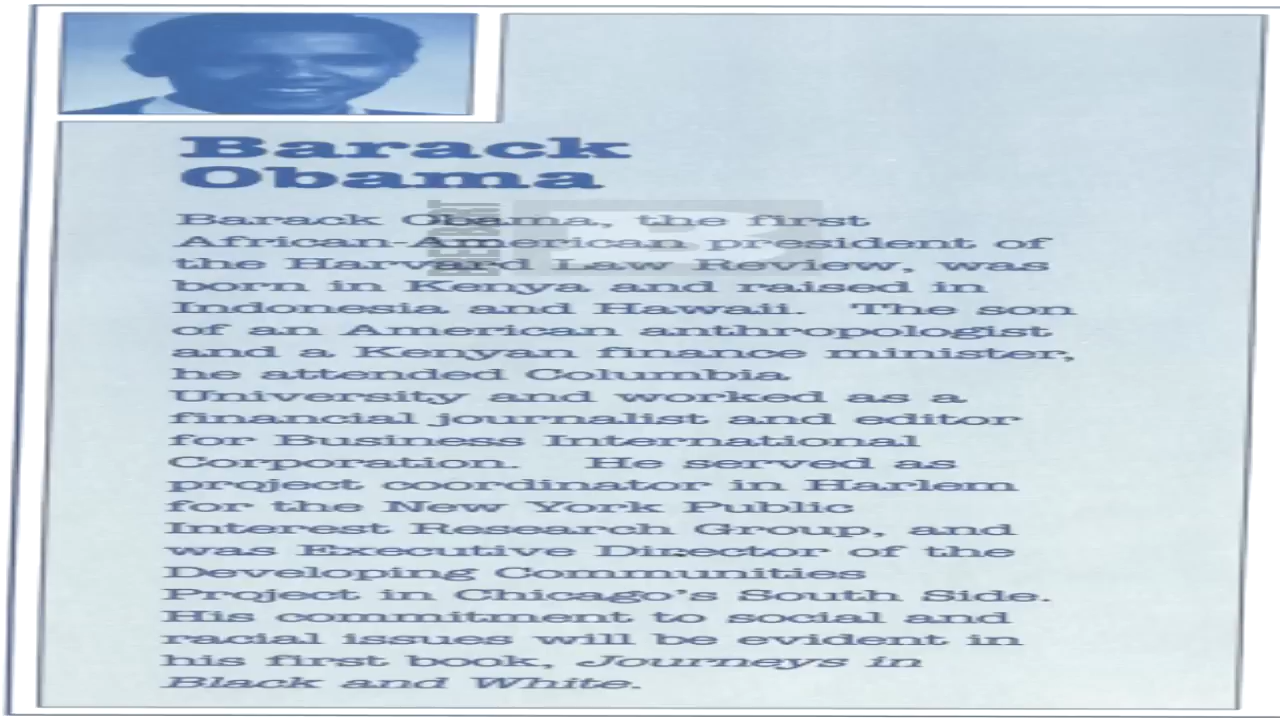 Barack
Obama
Barack Obama, the first
African-American president of
the Harvard Law Review, was
born in Kenya and raised in
Indonesia and Hawaii. The son
of an American anthropologist
and a Kenyan finance minister,
he attended Columbia
University and worked as a
financial journalist and editor
for Business International
Corporation. He served as
project coordinator in Harlem
for the New York Public
Interest Research Group, and
was Executive Director of the
Developing Communities
Project in Chicago's South Side.
His commitment to social and
racial issues will be evident in
his first book, Journeys in
Black and White.